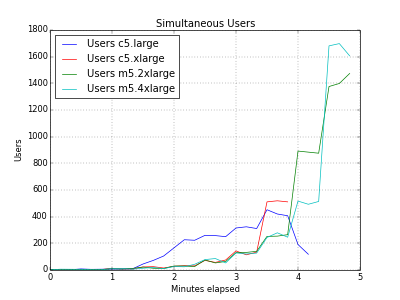 Simultaneous Users
Users c5.large
Users c5.xlarge
Users m5.2xlarge
Users m5.4xlarge
1800
1600
1400
1200
1000
800
600
400
200
0
Users
0 1 2 3 4 5
Minutes elapsed